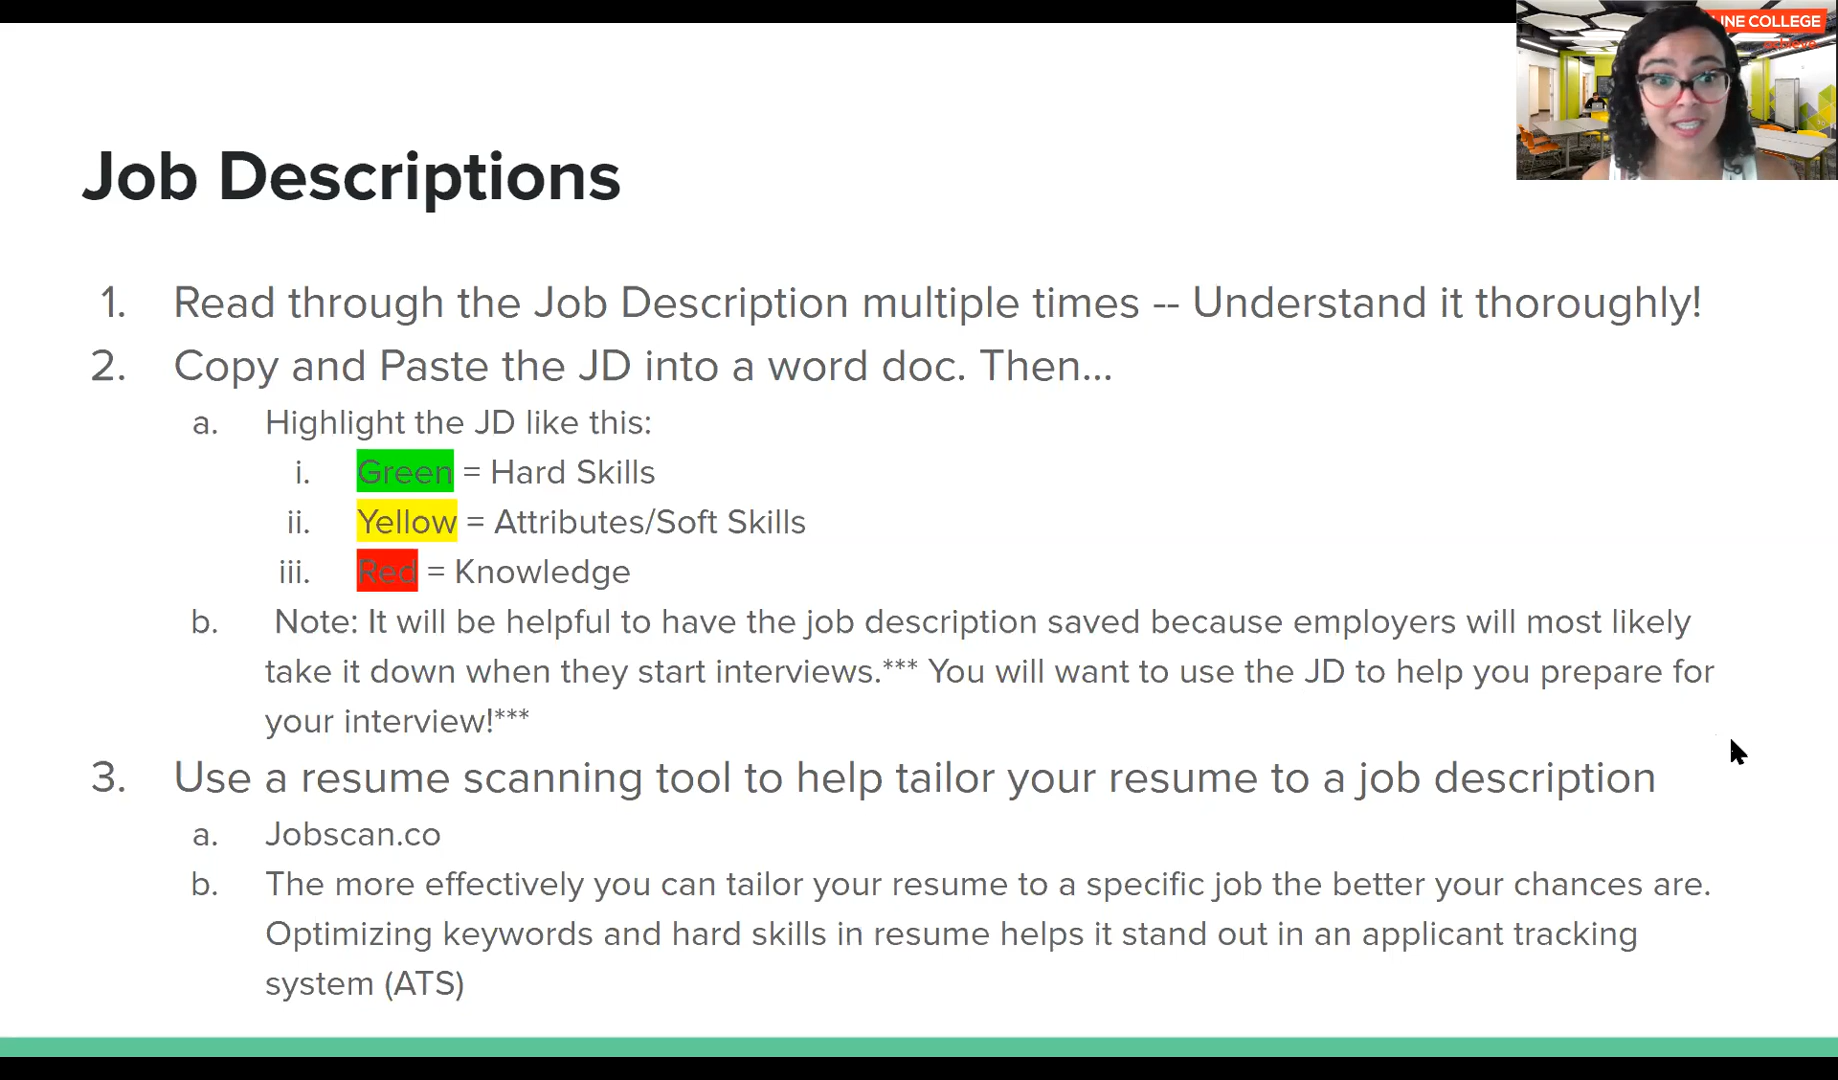 LINE COLLEGE
achieve
Job Descriptions
1. Read through the Job Description multiple times -- Understand it thoroughly!
2. Copy and Paste the JD into a word doc. Then...
a. Highlight the JD like this:
i. Green = Hard Skills
ii. Yellow = Attributes/Soft Skills
iii. Red = Knowledge
b. Note: It will be helpful to have the job description saved because employers will most likely
take it down when they start interviews.*** You will want to use the JD to help you prepare for
your interview!***
3. Use a resume scanning tool to help tailor your resume to a job description
a. Jobscan.co
b. The more effectively you can tailor your resume to a specific job the better your chances are.
Optimizing keywords and hard skills in resume helps it stand out in an applicant tracking
system (ATS)